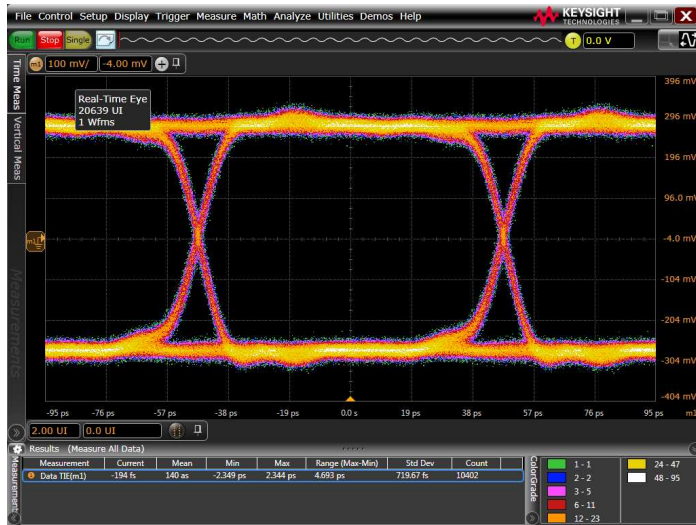 File Control Setup Display Trigger Measure Math Analyze Utilities Demos Help
KEYSIGHT
TECHNOLOGIES
Run Stop Single
T 0.0 V
m1 100 mV/ -4.00 mV
Time Meas
Vertical Meas
Measurements
Real-Time Eye
20639 UI
1 Wfms
396 mV
296 mV
196 mV
96.0 mV
-4.0 mV
-104 mV
-204 mV
-304 mV
-404 mV
-95 ps -76 ps -57 ps -38 ps -19 ps 0.0 s 19 ps 38 ps 57 ps 76 ps 95 ps m1
2.00 UI 0.0 UI
Results (Measure All Data)
Measurement Current Mean Min Max Range (Max-Min) Std Dev Count
Data TIE(m1) -194 fs 140 as -2.349 ps 2.344 ps 4.693 ps 719.67 fs 10402
Measurement
ColorGrade
1 - 1
2 - 2
3 - 5
6 - 11
12 - 23
24 - 47
48 - 95